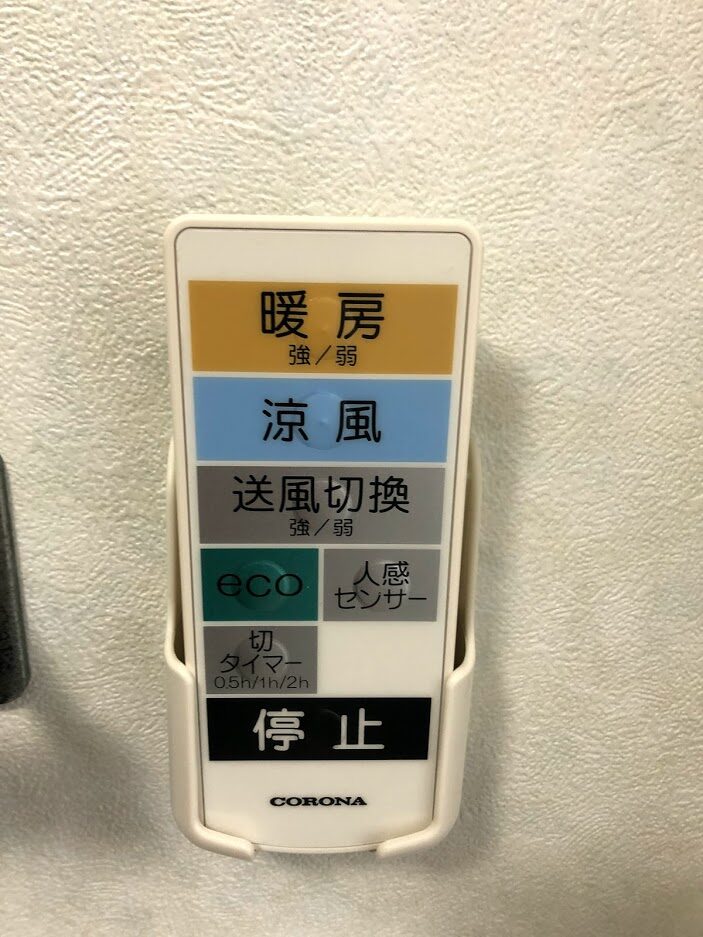 暖房
強/弱
涼風
送風切換
強/弱
eco
人感
センサー
切
タイマー
0.5h/1h/2h
停止
CORONA